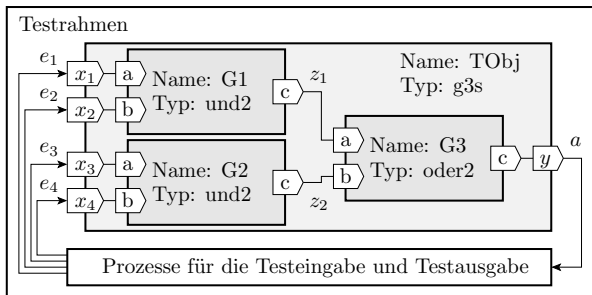 Testrahmen
e1
x1
a
Name: G1
Typ: und2
c
z1
Name: TObj
Typ: g3s
e2
x2
b
a
Name: G3
Typ: oder2
c
y
a
e3
x3
a
Name: G2
Typ: und2
c
z2
b
e4
x4
b
Prozesse für die Testeingabe und Testausgabe